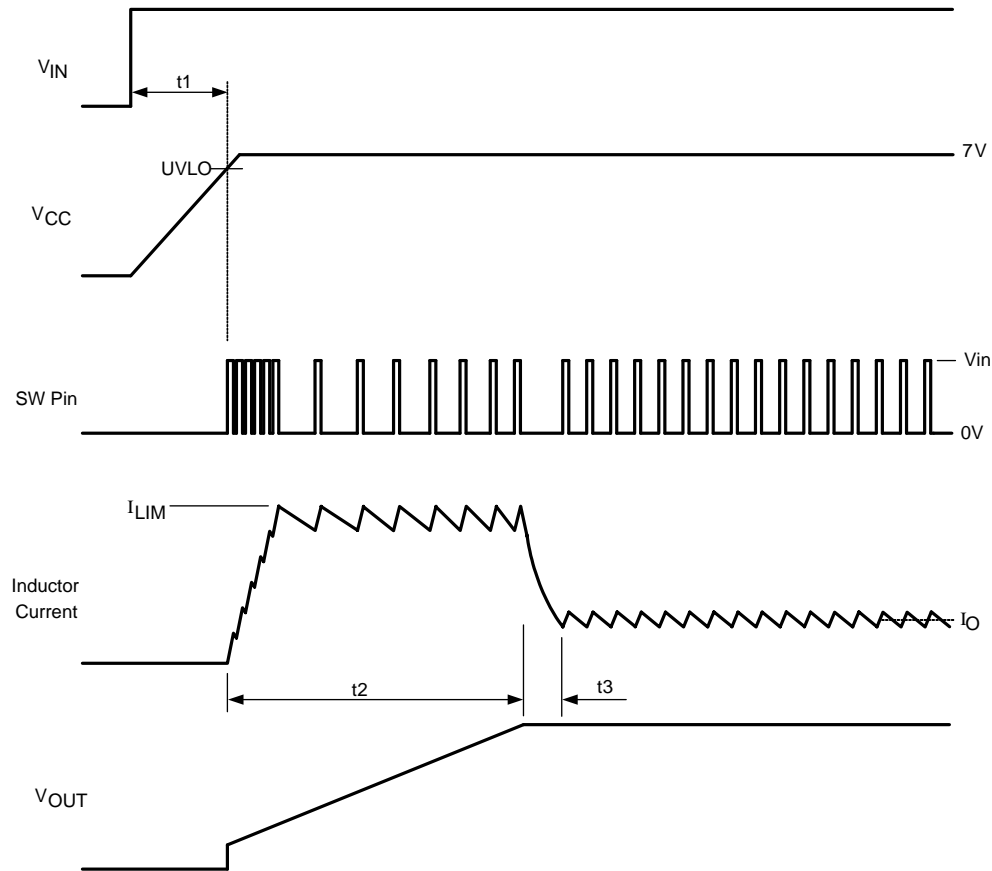 VIN
t1
7V
UVLO
VCC
Vin
SW Pin
0V
ILIM
Inductor
Current
IO
t2
t3
VOUT